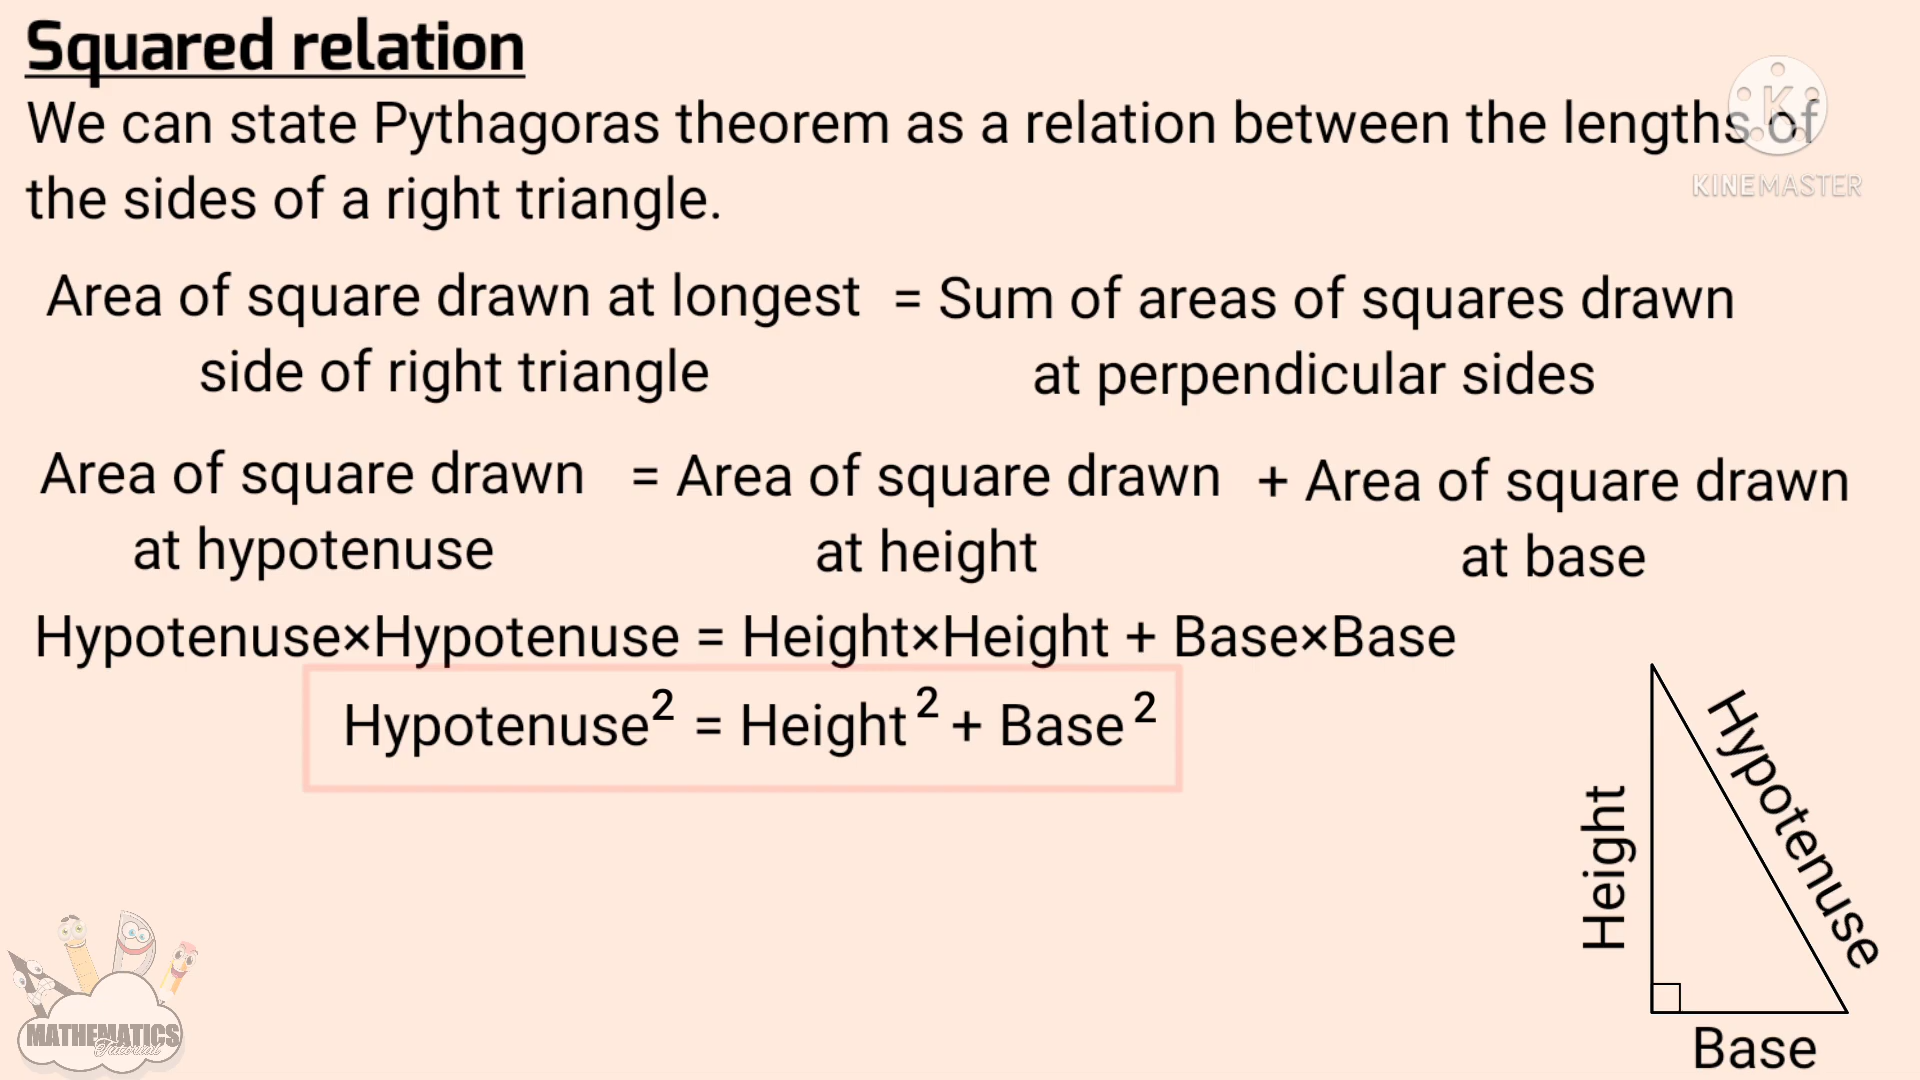 Squared relation
We can state Pythagoras theorem as a relation between the lengths of
the sides of a right triangle.
KINEMASTER
Area of square drawn at longest = Sum of areas of squares drawn
side of right triangle at perpendicular sides
Area of square drawn = Area of square drawn + Area of square drawn
at hypotenuse at height at base
Hypotenuse×Hypotenuse = Height×Height + Base×Base
Hypotenuse² = Height² + Base²
Hypotenuse
Height
Base
MATHEMATICS
Tutorial